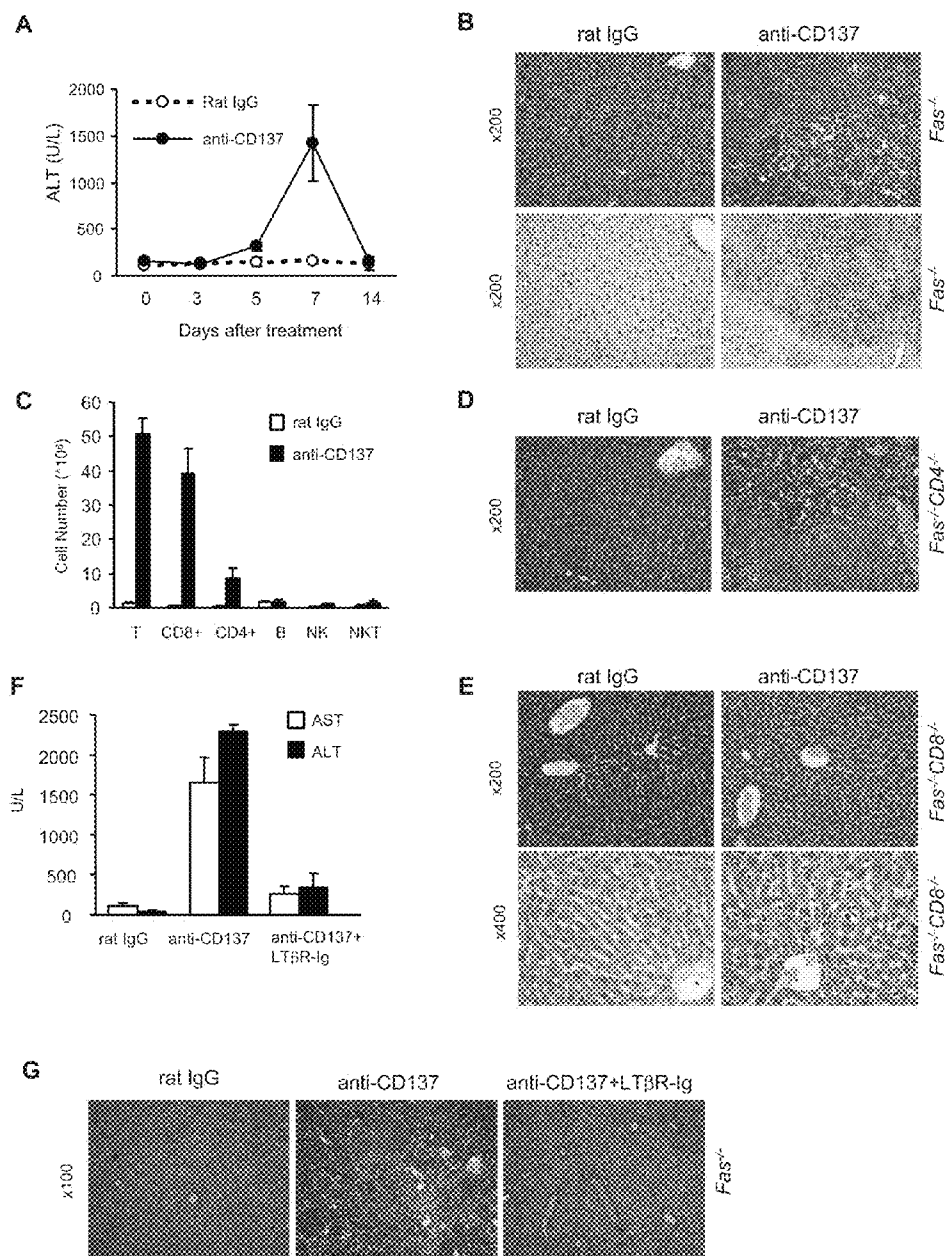 A
Rat IgG
anti-CD137
ALT (U/L)
2000
1500
1000
500
0
0 3 5 7 14
Days after treatment
B
rat IgG anti-CD137
x200 Fas-/-
x200 Fas-/-
C
rat IgG
anti-CD137
Cell Number (^10⁶)
60
50
40
30
20
10
0
T CD8+ CD4+ B NK NKT
D
rat IgG anti-CD137
x200 Fas-/-CD4-/-
F
AST
ALT
U/L
2500
2000
1500
1000
500
0
rat IgG anti-CD137 anti-CD137+
LTβR-Ig
E
rat IgG anti-CD137
x200 Fas-/-CD8-/-
x400 Fas-/-CD8-/-
G
rat IgG anti-CD137 anti-CD137+LTβR-Ig
x100 Fas-/-